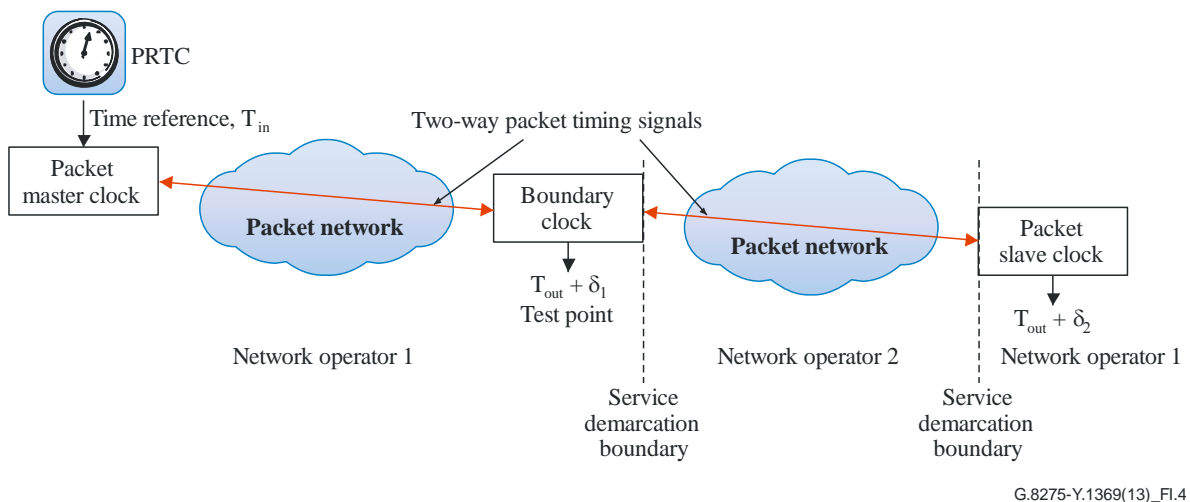 PRTC
Time reference, T_in
Two-way packet timing signals
Packet
master clock
Packet network
Boundary
clock
Packet network
Packet
slave clock
T_out + δ_1
Test point
T_out + δ_2
Network operator 1
Network operator 2
Network operator 1
Service
demarcation
boundary
Service
demarcation
boundary
G.8275-Y.1369(13)_FI.4